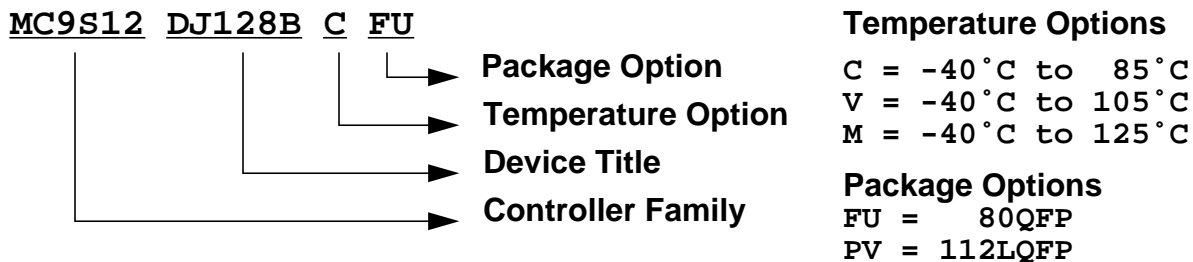 MC9S12 DJ128B C FU
Package Option
Temperature Option
Device Title
Controller Family
Temperature Options
C = -40˚C to 85˚C
V = -40˚C to 105˚C
M = -40˚C to 125˚C
Package Options
FU = 80QFP
PV = 112LQFP